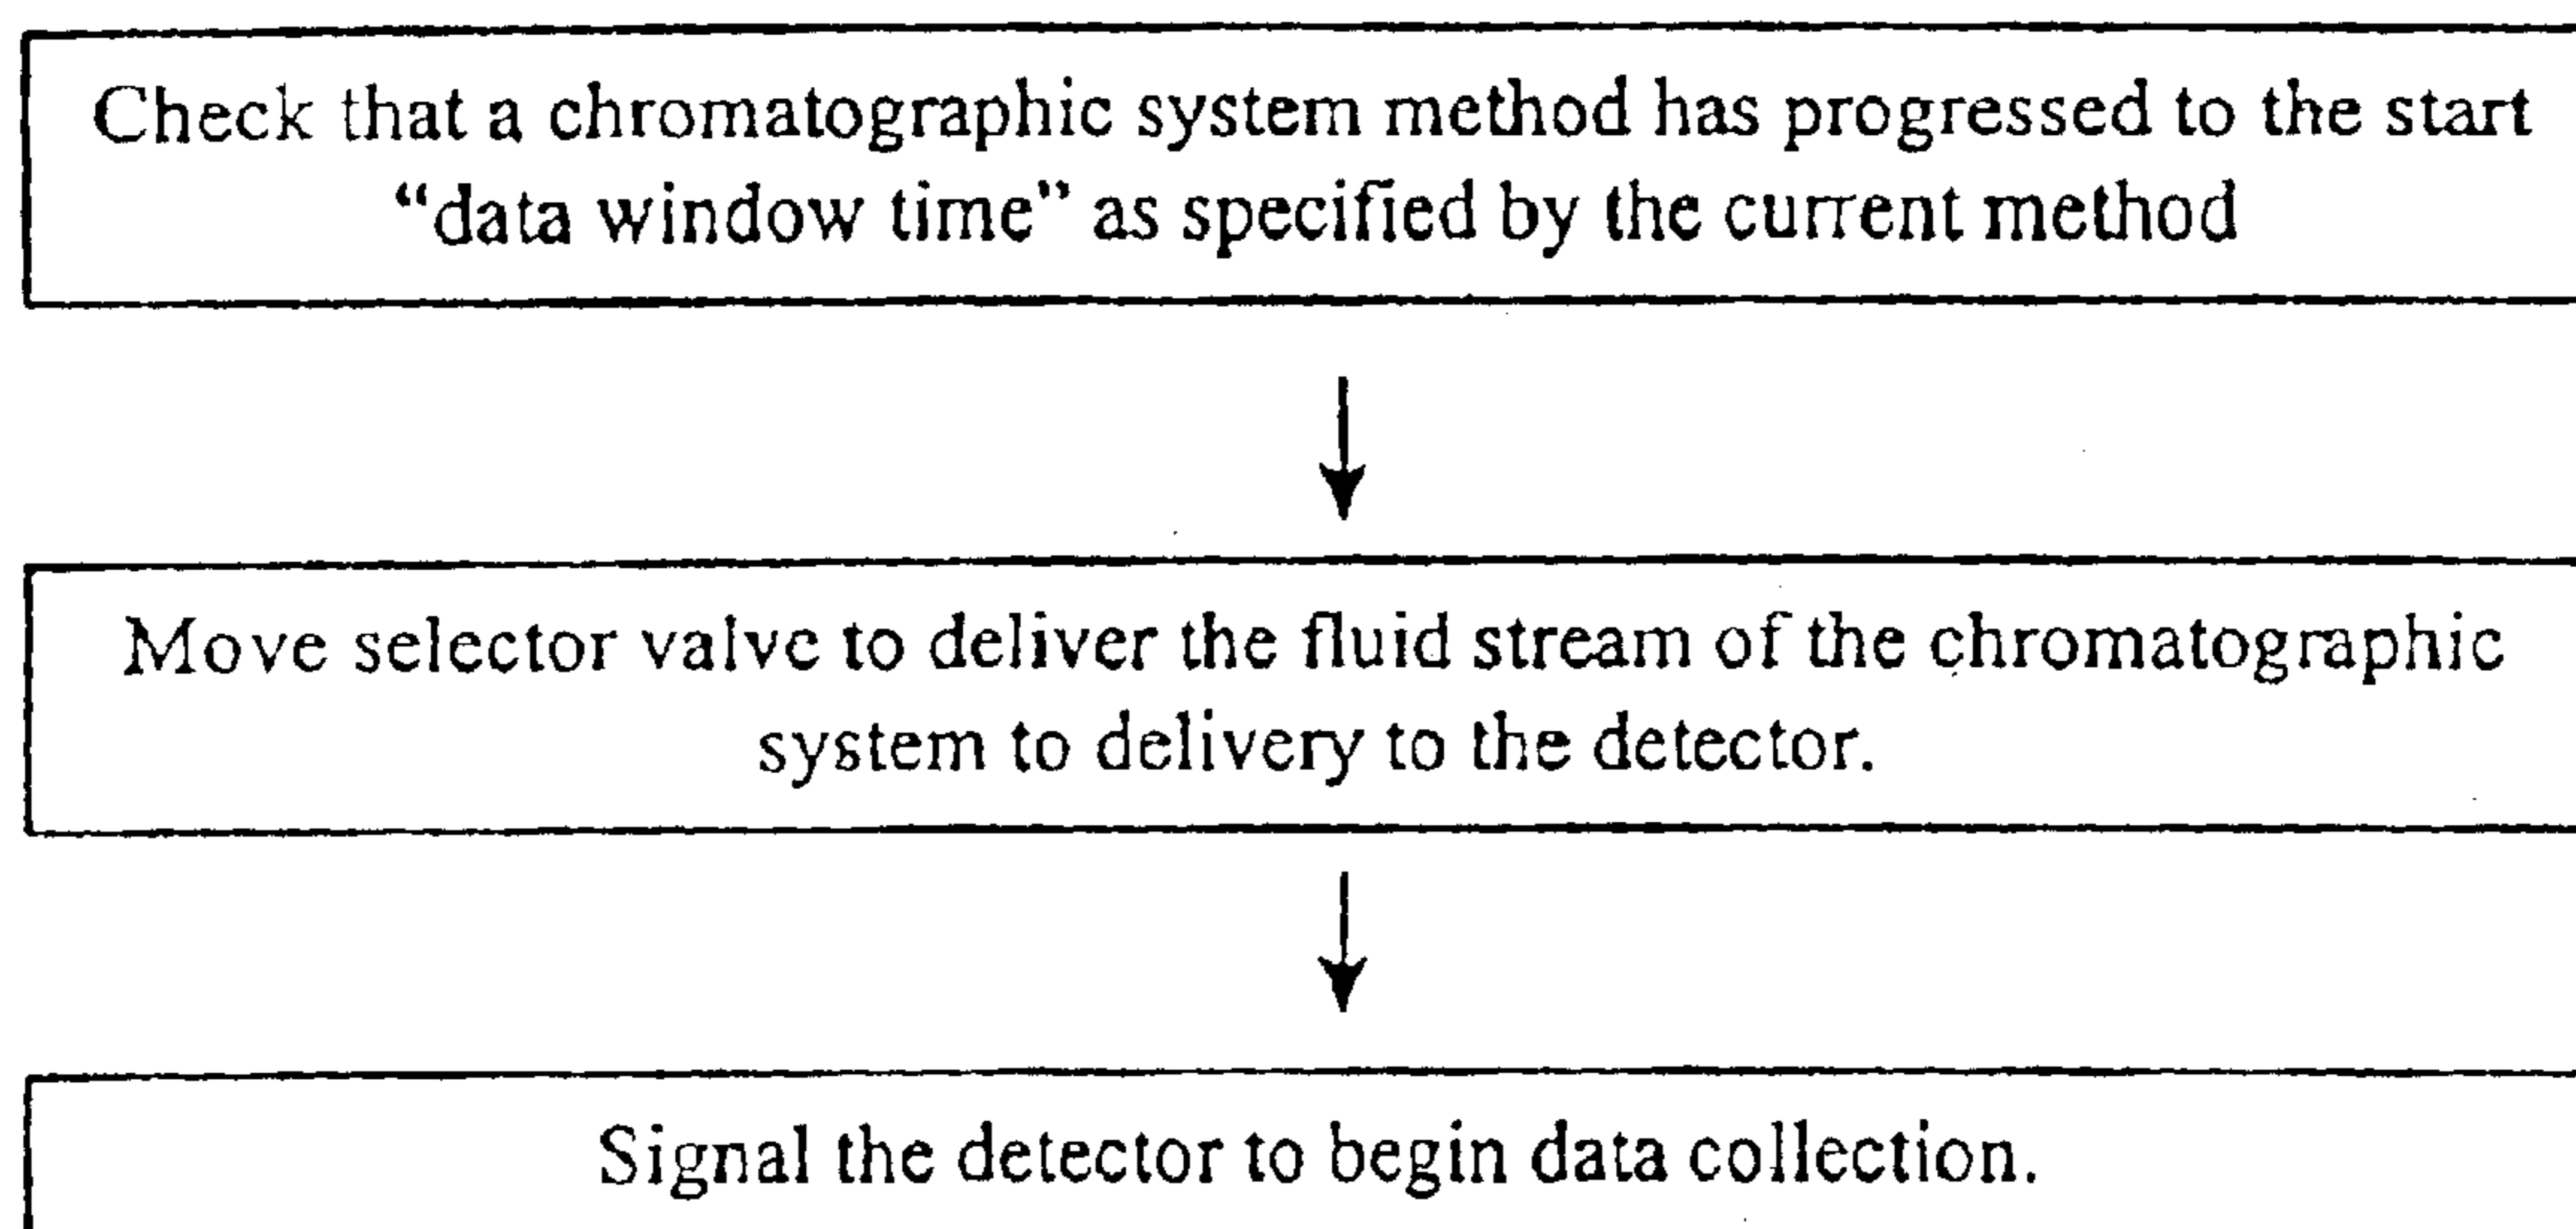 Check that a chromatographic system method has progressed to the start
“data window time” as specified by the current method
Move selector valve to deliver the fluid stream of the chromatographic
system to delivery to the detector.
Signal the detector to begin data collection.